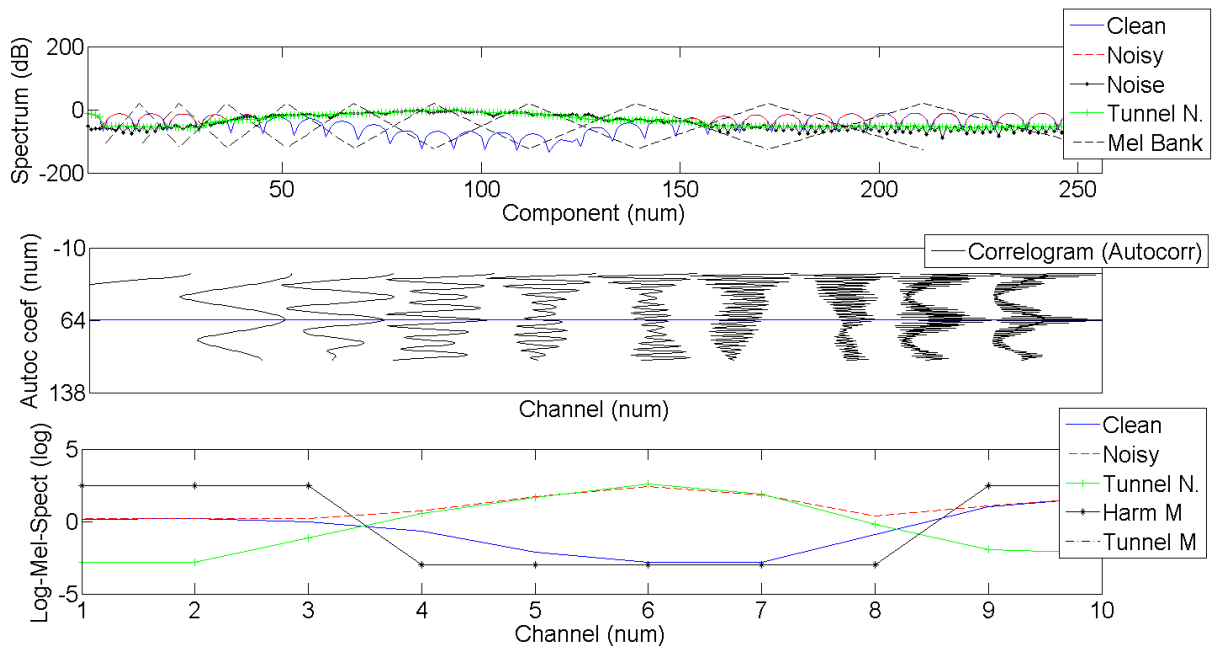 Spectrum (dB)
200
0
-200
50
100
150
200
250
Component (num)
Clean
Noisy
Noise
Tunnel N.
Mel Bank
Autoc coef (num)
-10
64
138
Channel (num)
Correlogram (Autocorr)
Log-Mel-Spect (log)
5
0
-5
1
2
3
4
5
6
7
8
9
10
Channel (num)
Clean
Noisy
Tunnel N.
Harm M
Tunnel M